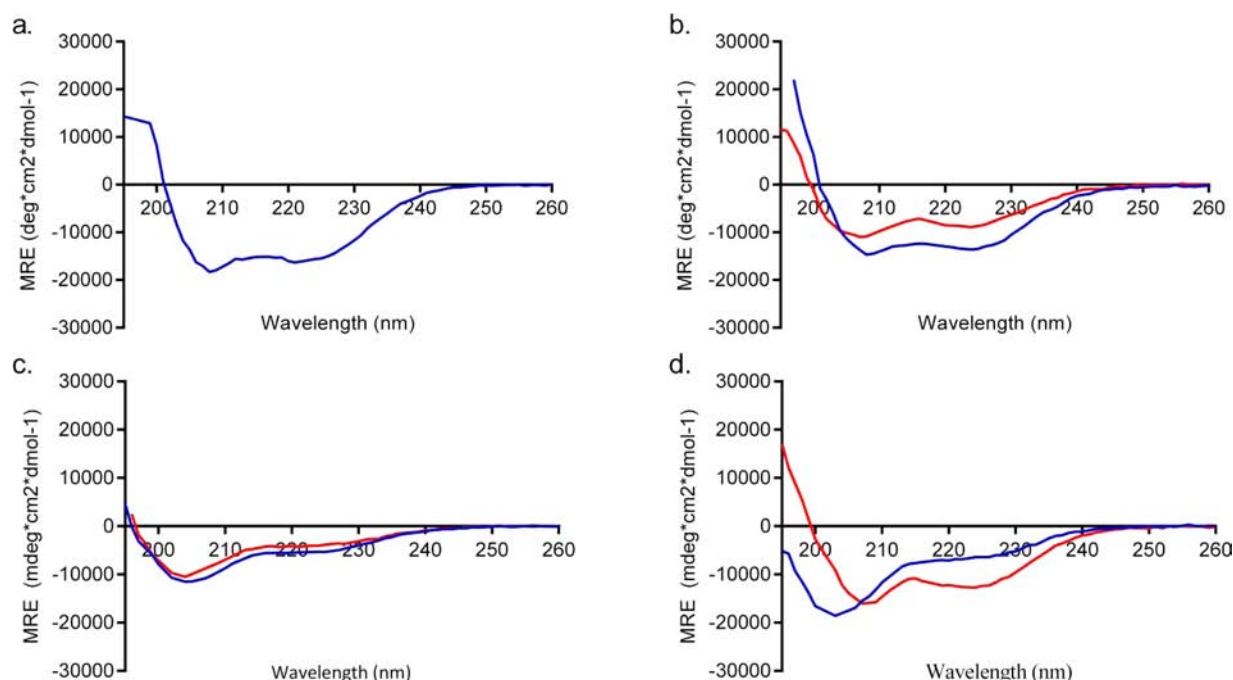 a.
MRE (deg*cm2*dmol-1)
30000
20000
10000
0
-10000
-20000
-30000
200 210 220 230 240 250 260
Wavelength (nm)
b.
MRE (deg*cm2*dmol-1)
30000
20000
10000
0
-10000
-20000
-30000
200 210 220 230 240 250 260
Wavelength (nm)
c.
MRE (mdeg*cm2*dmol-1)
30000
20000
10000
0
-10000
-20000
-30000
200 210 220 230 240 250 260
Wavelength (nm)
d.
MRE (mdeg*cm2*dmol-1)
30000
20000
10000
0
-10000
-20000
-30000
200 210 220 230 240 250 260
Wavelength (nm)